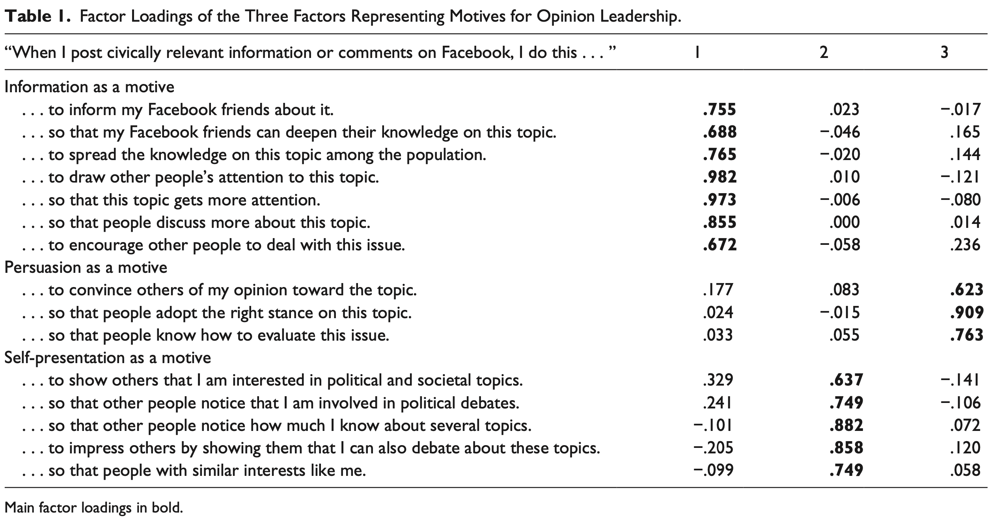 Table 1. Factor Loadings of the Three Factors Representing Motives for Opinion Leadership.
“When I post civically relevant information or comments on Facebook, I do this . . . ” 1 2 3
Information as a motive
. . . to inform my Facebook friends about it. .755 .023 −.017
. . . so that my Facebook friends can deepen their knowledge on this topic. .688 −.046 .165
. . . to spread the knowledge on this topic among the population. .765 −.020 .144
. . . to draw other people’s attention to this topic. .982 .010 −.121
. . . so that this topic gets more attention. .973 −.006 −.080
. . . so that people discuss more about this topic. .855 .000 .014
. . . to encourage other people to deal with this issue. .672 −.058 .236
Persuasion as a motive
. . . to convince others of my opinion toward the topic. .177 .083 .623
. . . so that people adopt the right stance on this topic. .024 −.015 .909
. . . so that people know how to evaluate this issue. .033 .055 .763
Self-presentation as a motive
. . . to show others that I am interested in political and societal topics. .329 .637 −.141
. . . so that other people notice that I am involved in political debates. .241 .749 −.106
. . . so that other people notice how much I know about several topics. −.101 .882 .072
. . . to impress others by showing them that I can also debate about these topics. −.205 .858 .120
. . . so that people with similar interests like me. −.099 .749 .058
Main factor loadings in bold.